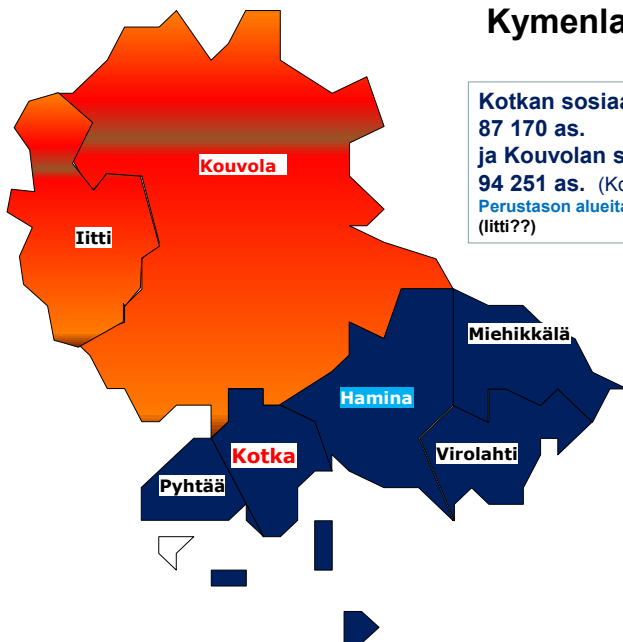 Kymenla
Kotkan sosiaa
87 170 as.
ja Kouvolan s
94 251 as. (Ko
Perustason alueita
(Iitti??)
Kouvola
Iitti
Miehikkälä
Hamina
Kotka
Virolahti
Pyhtää